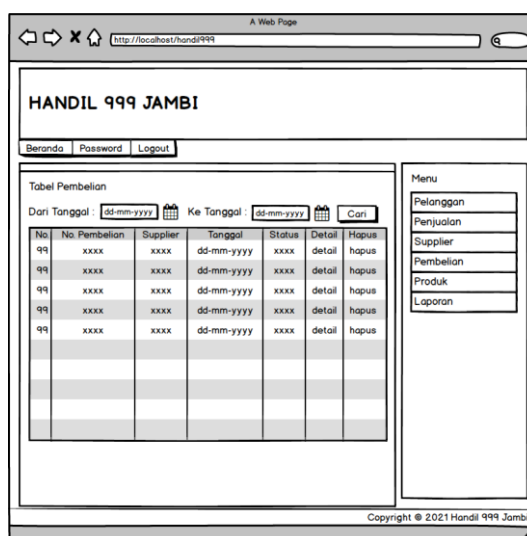 A Web Page
http://localhost/handil999
HANDIL 999 JAMBI
Beranda Password Logout
Tabel Pembelian
Dari Tanggal : dd-mm-yyyy Ke Tanggal : dd-mm-yyyy Cari
No. No. Pembelian Supplier Tanggal Status Detail Hapus
99 xxxx xxxx dd-mm-yyyy xxxx detail hapus
99 xxxx xxxx dd-mm-yyyy xxxx detail hapus
99 xxxx xxxx dd-mm-yyyy xxxx detail hapus
99 xxxx xxxx dd-mm-yyyy xxxx detail hapus
99 xxxx xxxx dd-mm-yyyy xxxx detail hapus
Menu
Pelanggan
Penjualan
Supplier
Pembelian
Produk
Laporan
Copyright © 2021 Handil 999 Jambi